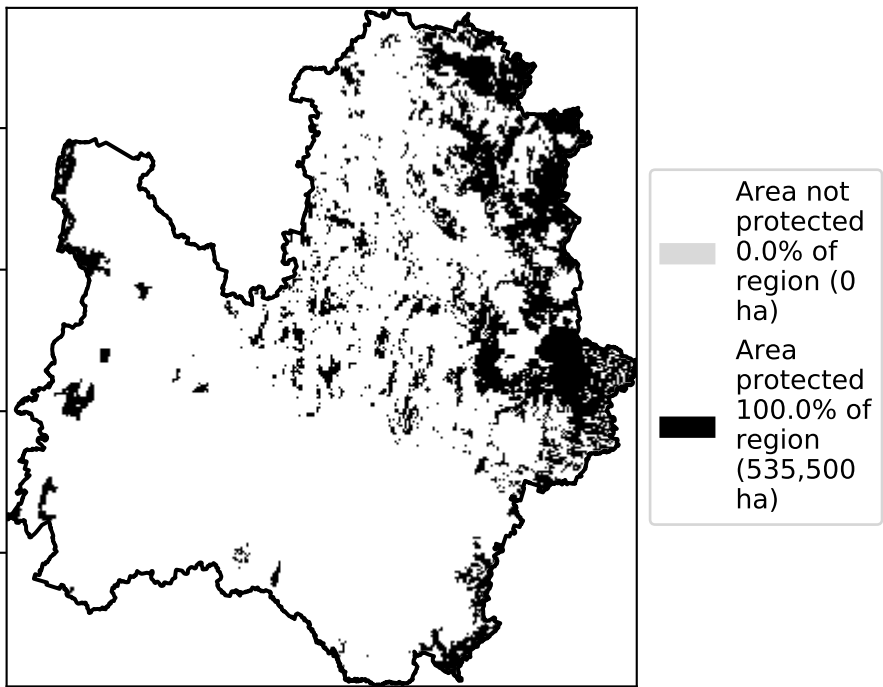 Area not
protected
0.0% of
region (0
ha)
Area
protected
100.0% of
region
(535,500
ha)